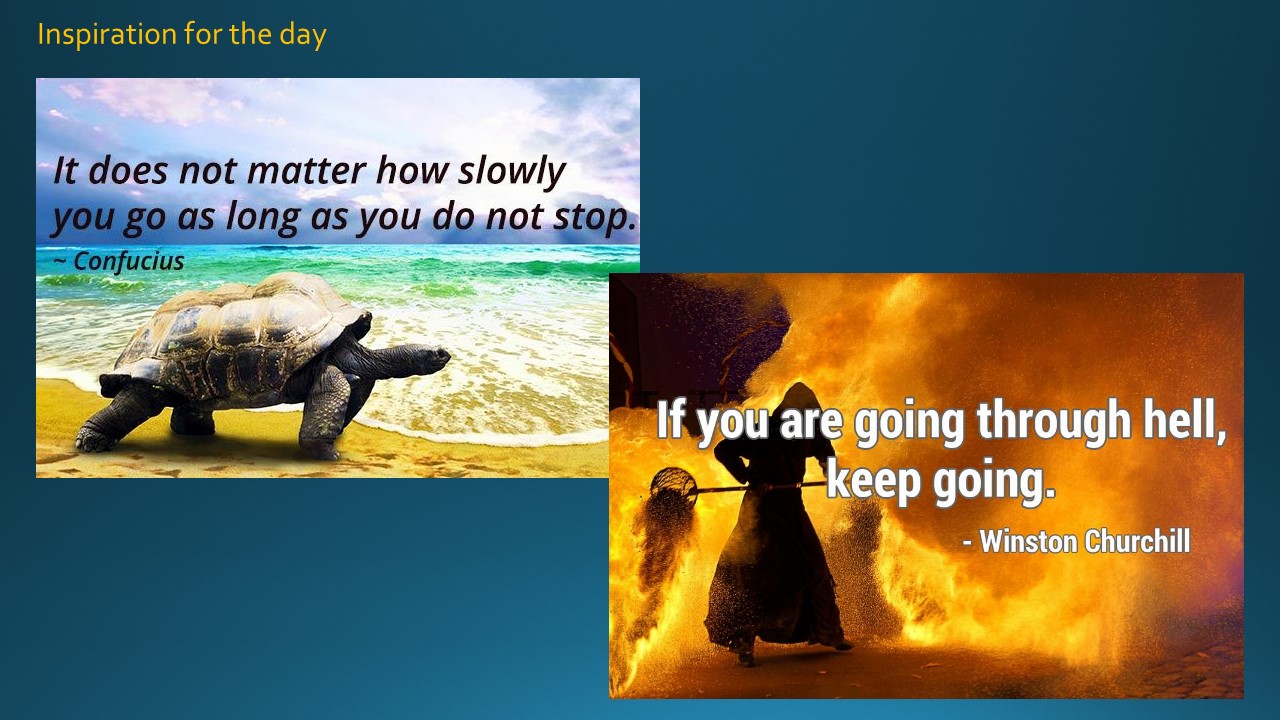 Inspiration for the day
It does not matter how slowly
you go as long as you do not stop.
~ Confucius
If you are going through hell,
keep going.
- Winston Churchill